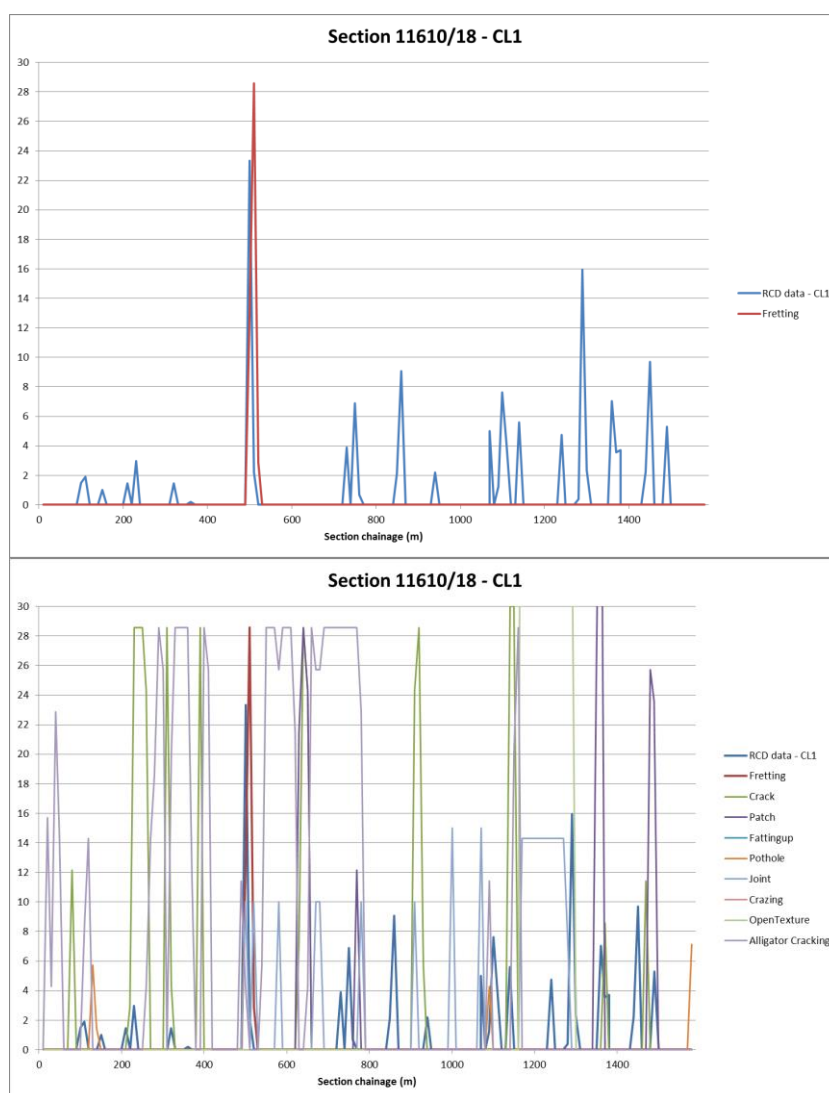 Section 11610/18 - CL1
30
28
26
24
22
20
18
16
14
12
10
8
6
4
2
0
0 200 400 600 800 1000 1200 1400
Section chainage (m)
RCD data - CL1
Fretting
Section 11610/18 - CL1
30
28
26
24
22
20
18
16
14
12
10
8
6
4
2
0
0 200 400 600 800 1000 1200 1400
Section chainage (m)
RCD data - CL1
Fretting
Crack
Patch
Fattingup
Pothole
Joint
Crazing
OpenTexture
Alligator Cracking